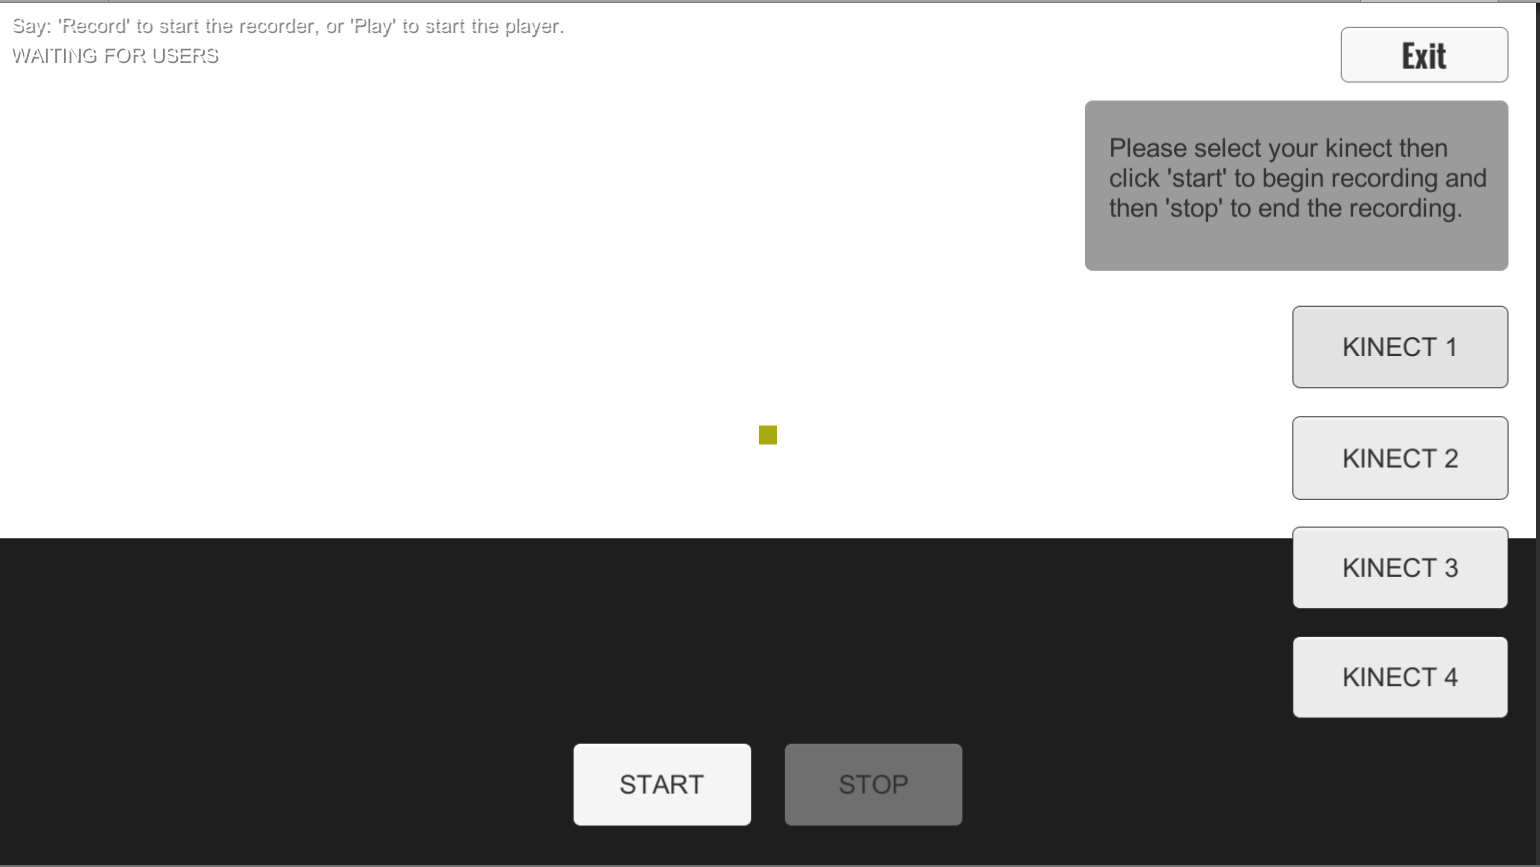 Say: 'Record' to start the recorder, or 'Play' to start the player.
WAITING FOR USERS
Exit
Please select your kinect then
click 'start' to begin recording and
then 'stop' to end the recording.
KINECT 1
KINECT 2
KINECT 3
KINECT 4
START
STOP